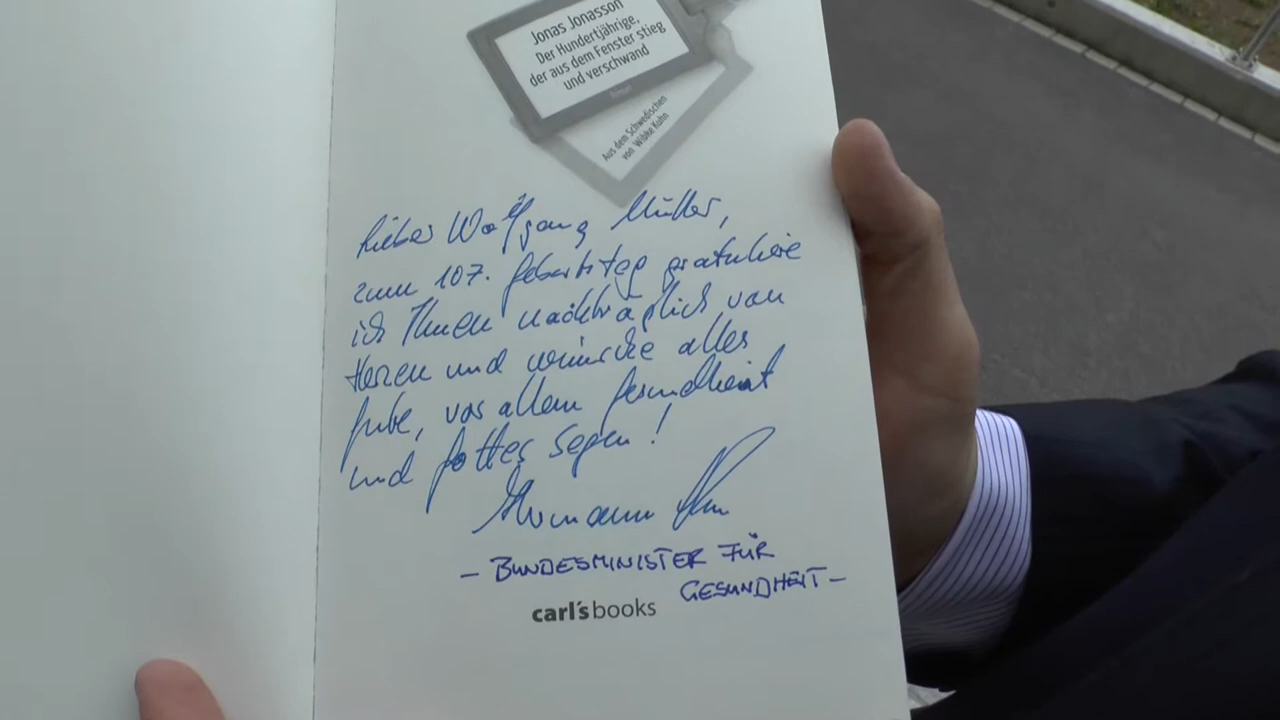 Jonas Jonasson
Der Hundertjährige,
der aus dem Fenster stieg
und verschwand
Roman
Aus dem Schwedischen
von Wibke Kuhn
Lieber Wolfgang Müller,
zum 107. Geburtstag gratuliere
ich Ihnen nachträglich von
Herzen und wünsche alles
Gute, vor allem Gesundheit
und Gottes Segen!
Hermann
– BUNDESMINISTER FÜR
GESUNDHEIT –
carl's books